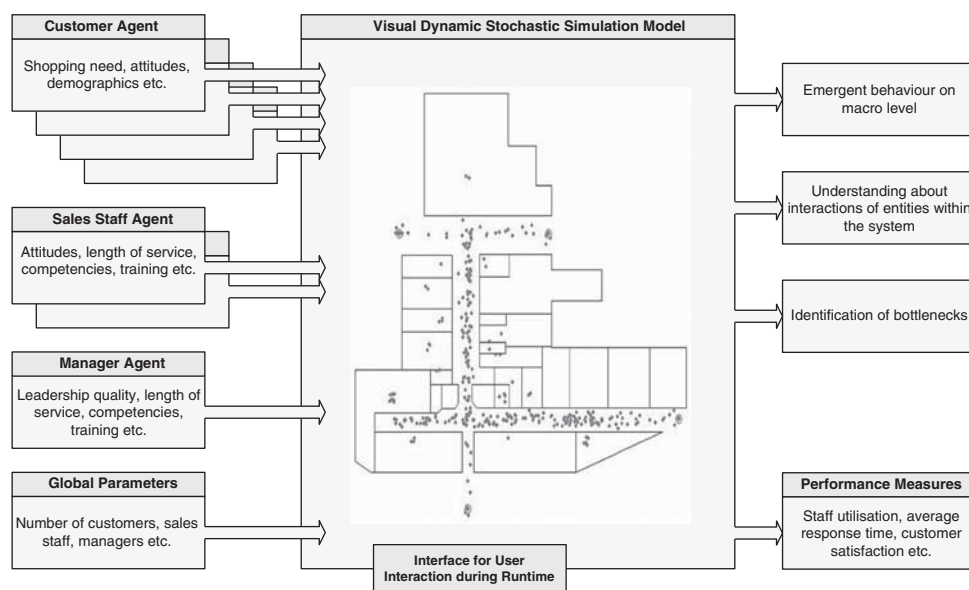 Customer Agent
Shopping need, attitudes,
demographics etc.
Sales Staff Agent
Attitudes, length of service,
competencies, training etc.
Manager Agent
Leadership quality, length of
service, competencies,
training etc.
Global Parameters
Number of customers, sales
staff, managers etc.
Visual Dynamic Stochastic Simulation Model
Interface for User
Interaction during Runtime
Emergent behaviour on
macro level
Understanding about
interactions of entities within
the system
Identification of bottlenecks
Performance Measures
Staff utilisation, average
response time, customer
satisfaction etc.